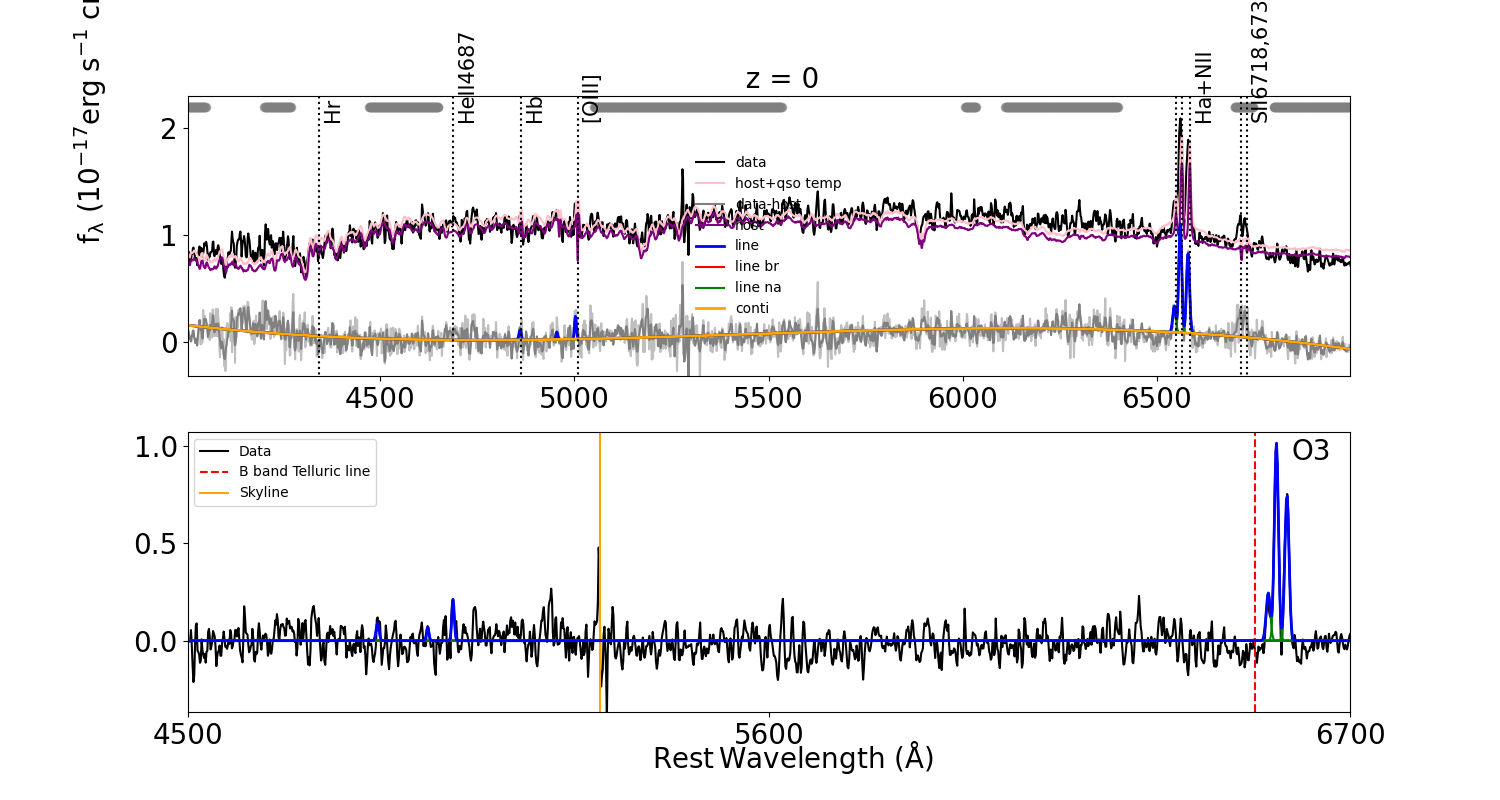 z = 0
fλ (10−17erg s−1 c
Hr
HeII4687
Hb
[OIII]
Ha+NII
SII6718,673
data
host+qso temp
data-host
host
line
line br
line na
conti
2
1
0
4500
5000
5500
6000
6500
Data
B band Telluric line
Skyline
O3
1.0
0.5
0.0
4500
5600
6700
Rest Wavelength (Å)